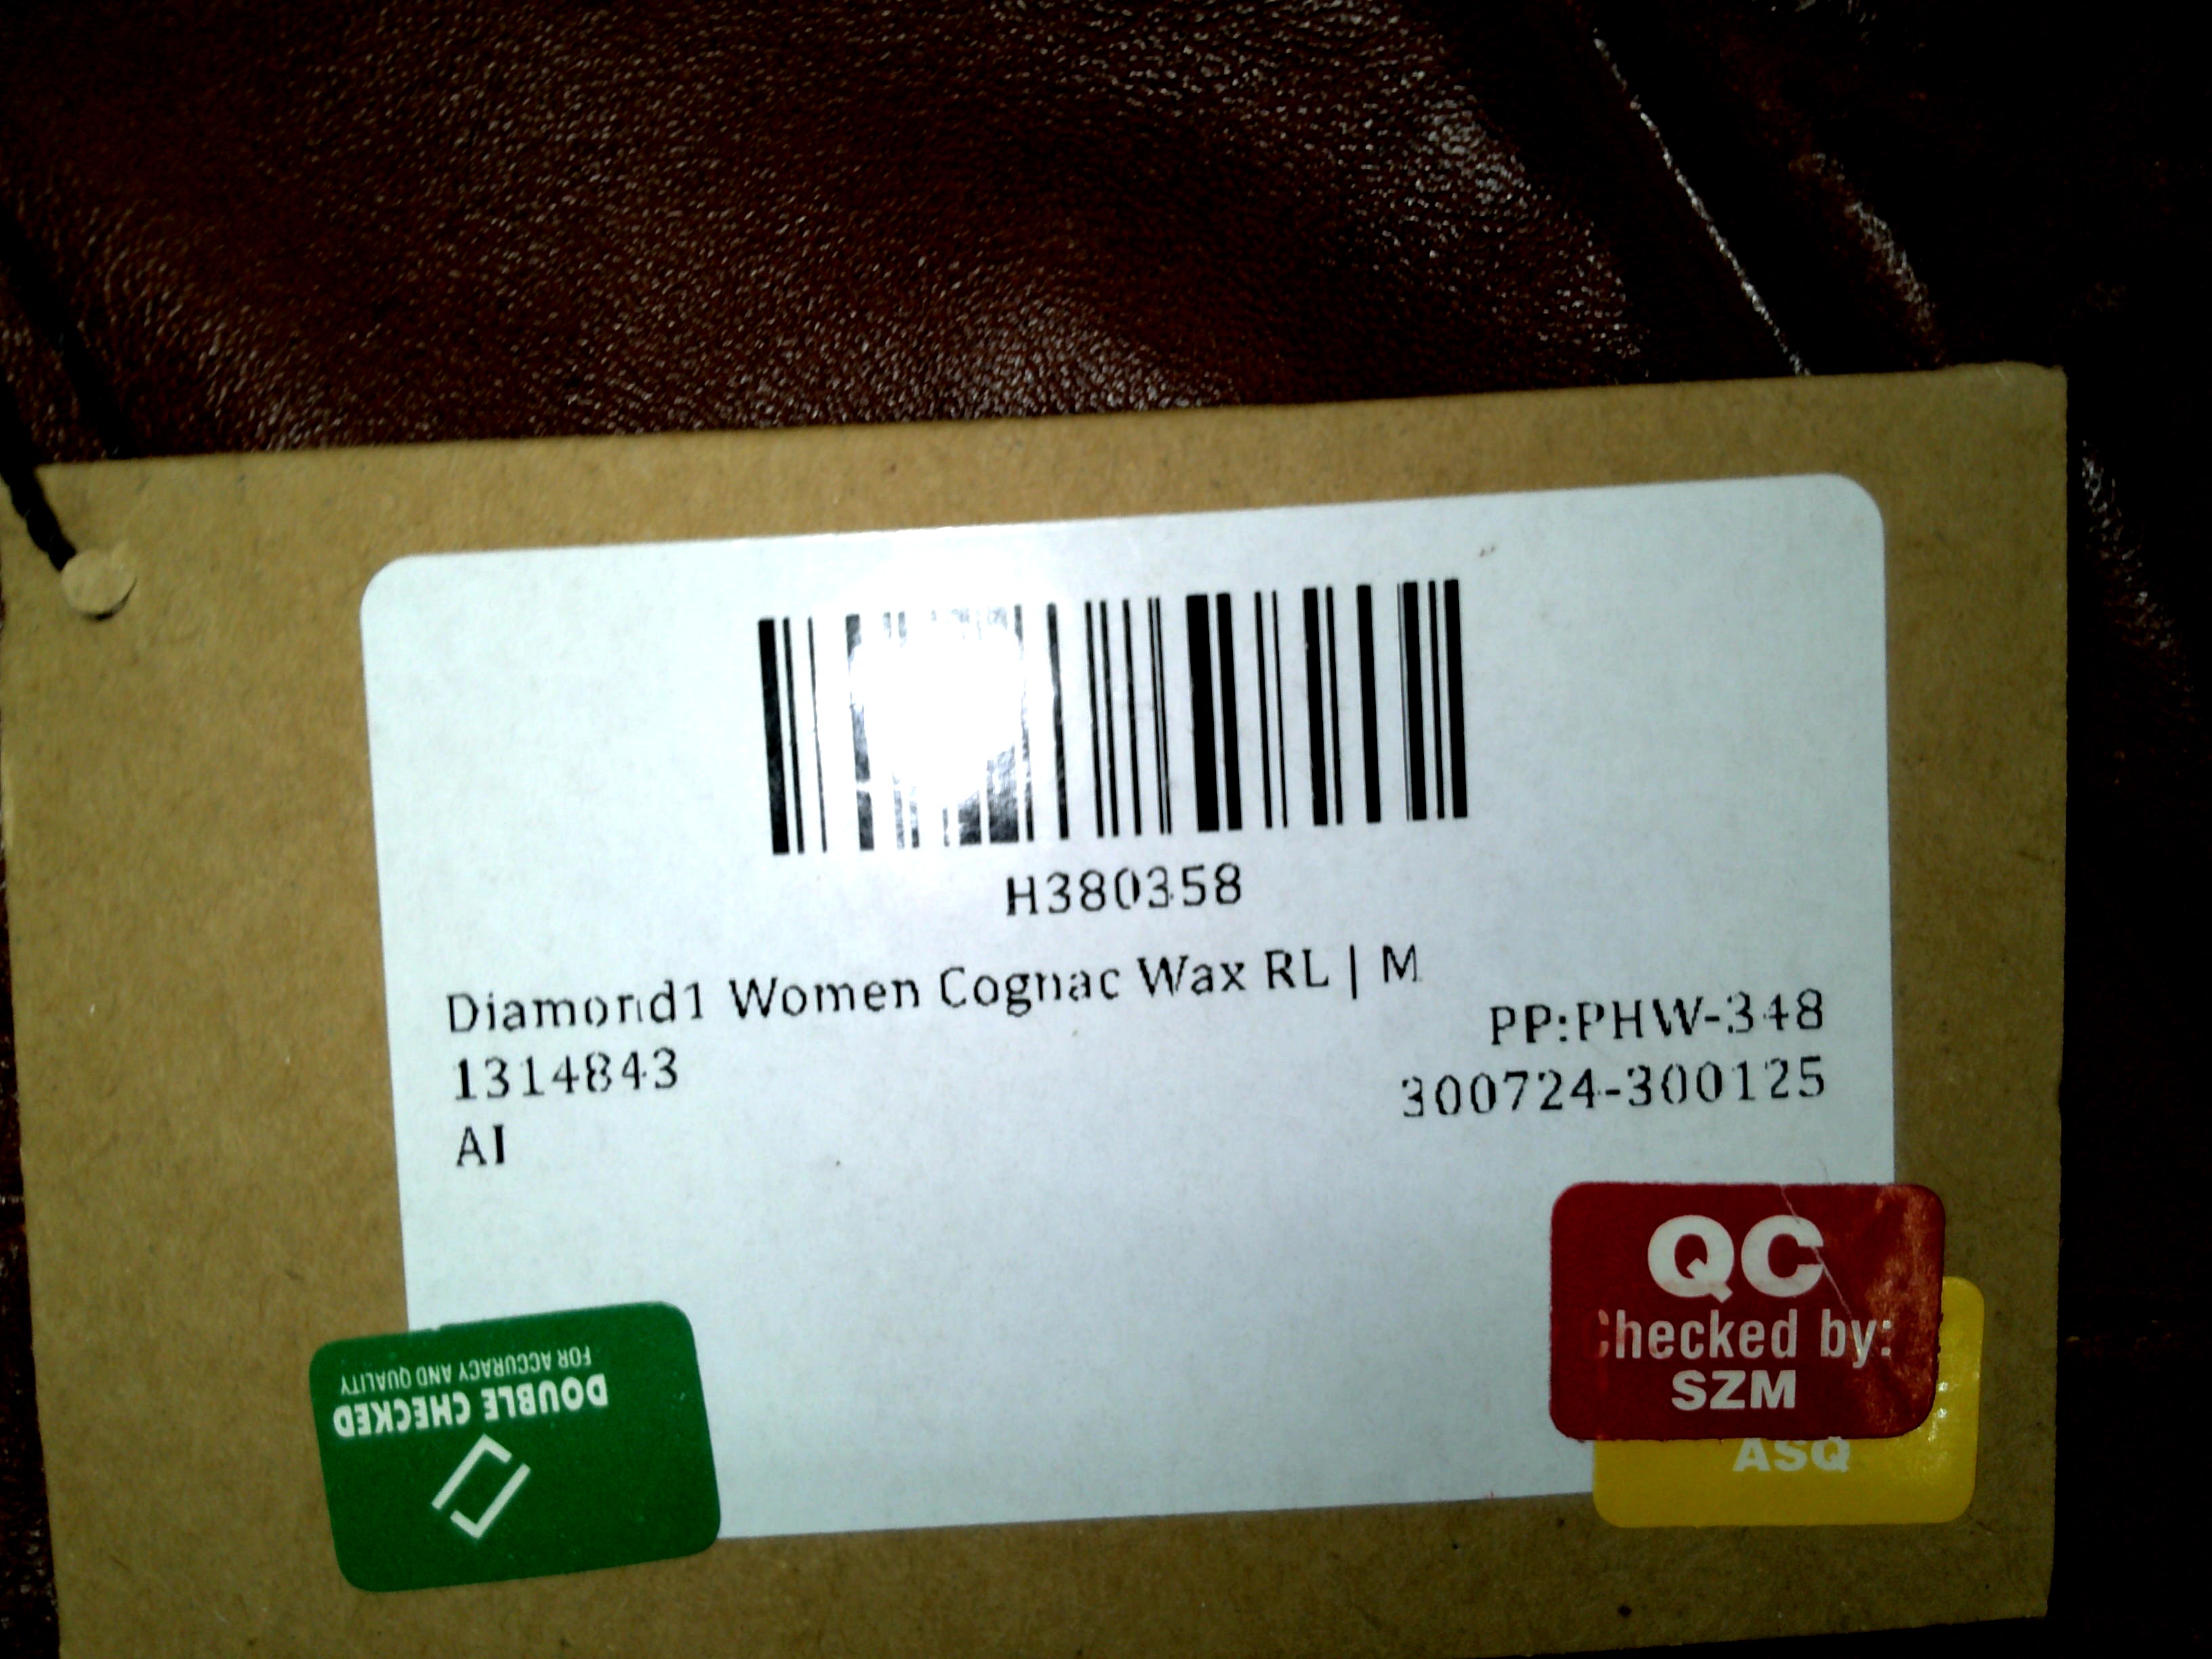 H380358
Diamond1 Women Cognac Wax RL | M
PP:PHW-348
1314843
300724-300125
AI
QC
Checked by:
SZM
ASQ
DOUBLE CHECKED
FOR ACCURACY AND QUALITY